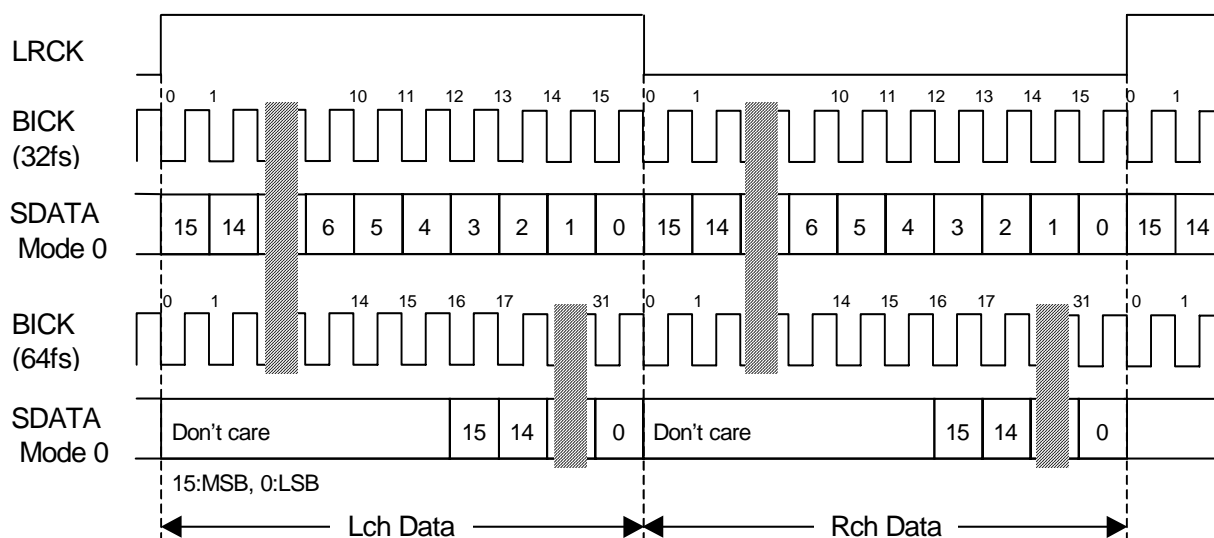 LRCK
0 1 10 11 12 13 14 15 0 1 10 11 12 13 14 15 0 1
BICK
(32fs)
SDATA
Mode 0
15 14 6 5 4 3 2 1 0 15 14 6 5 4 3 2 1 0 15 14
0 1 14 15 16 17 31 0 1 14 15 16 17 31 0 1
BICK
(64fs)
SDATA
Mode 0
Don't care 15 14 0 Don't care 15 14 0
15:MSB, 0:LSB
Lch Data Rch Data